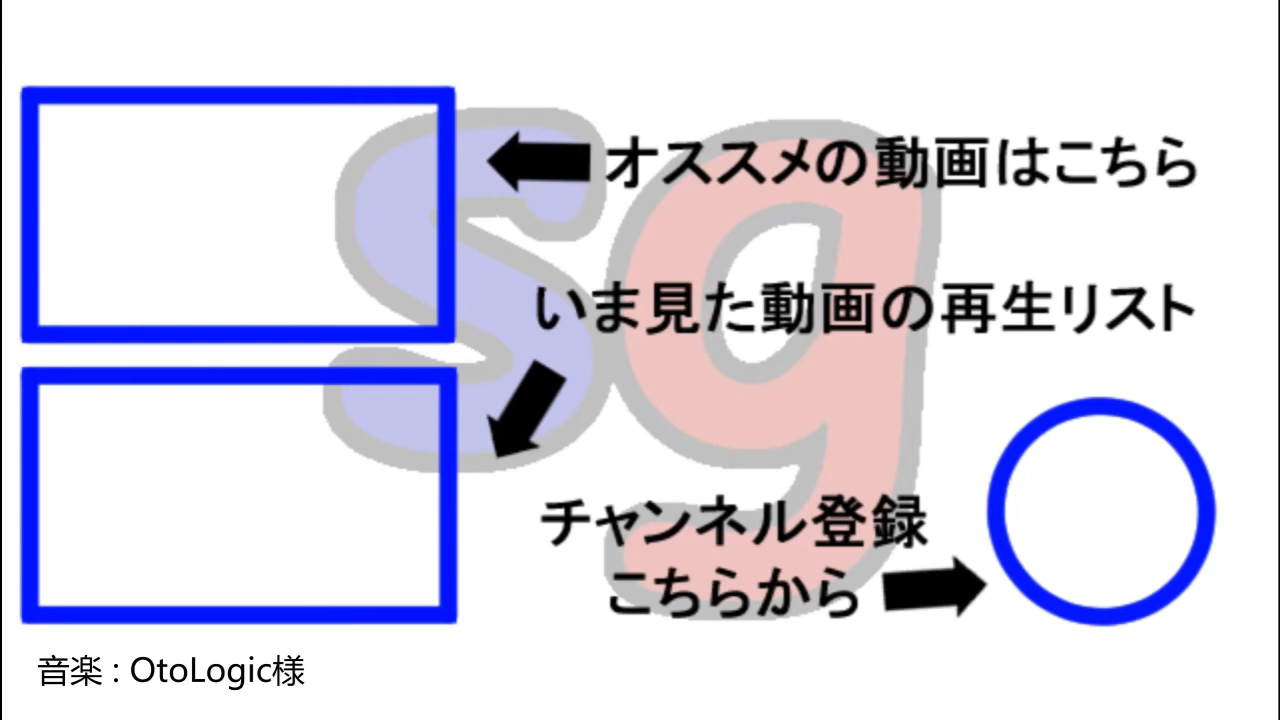 sg
オススメの動画はこちら
いま見た動画の再生リスト
チャンネル登録
こちらから
音楽 : OtoLogic様